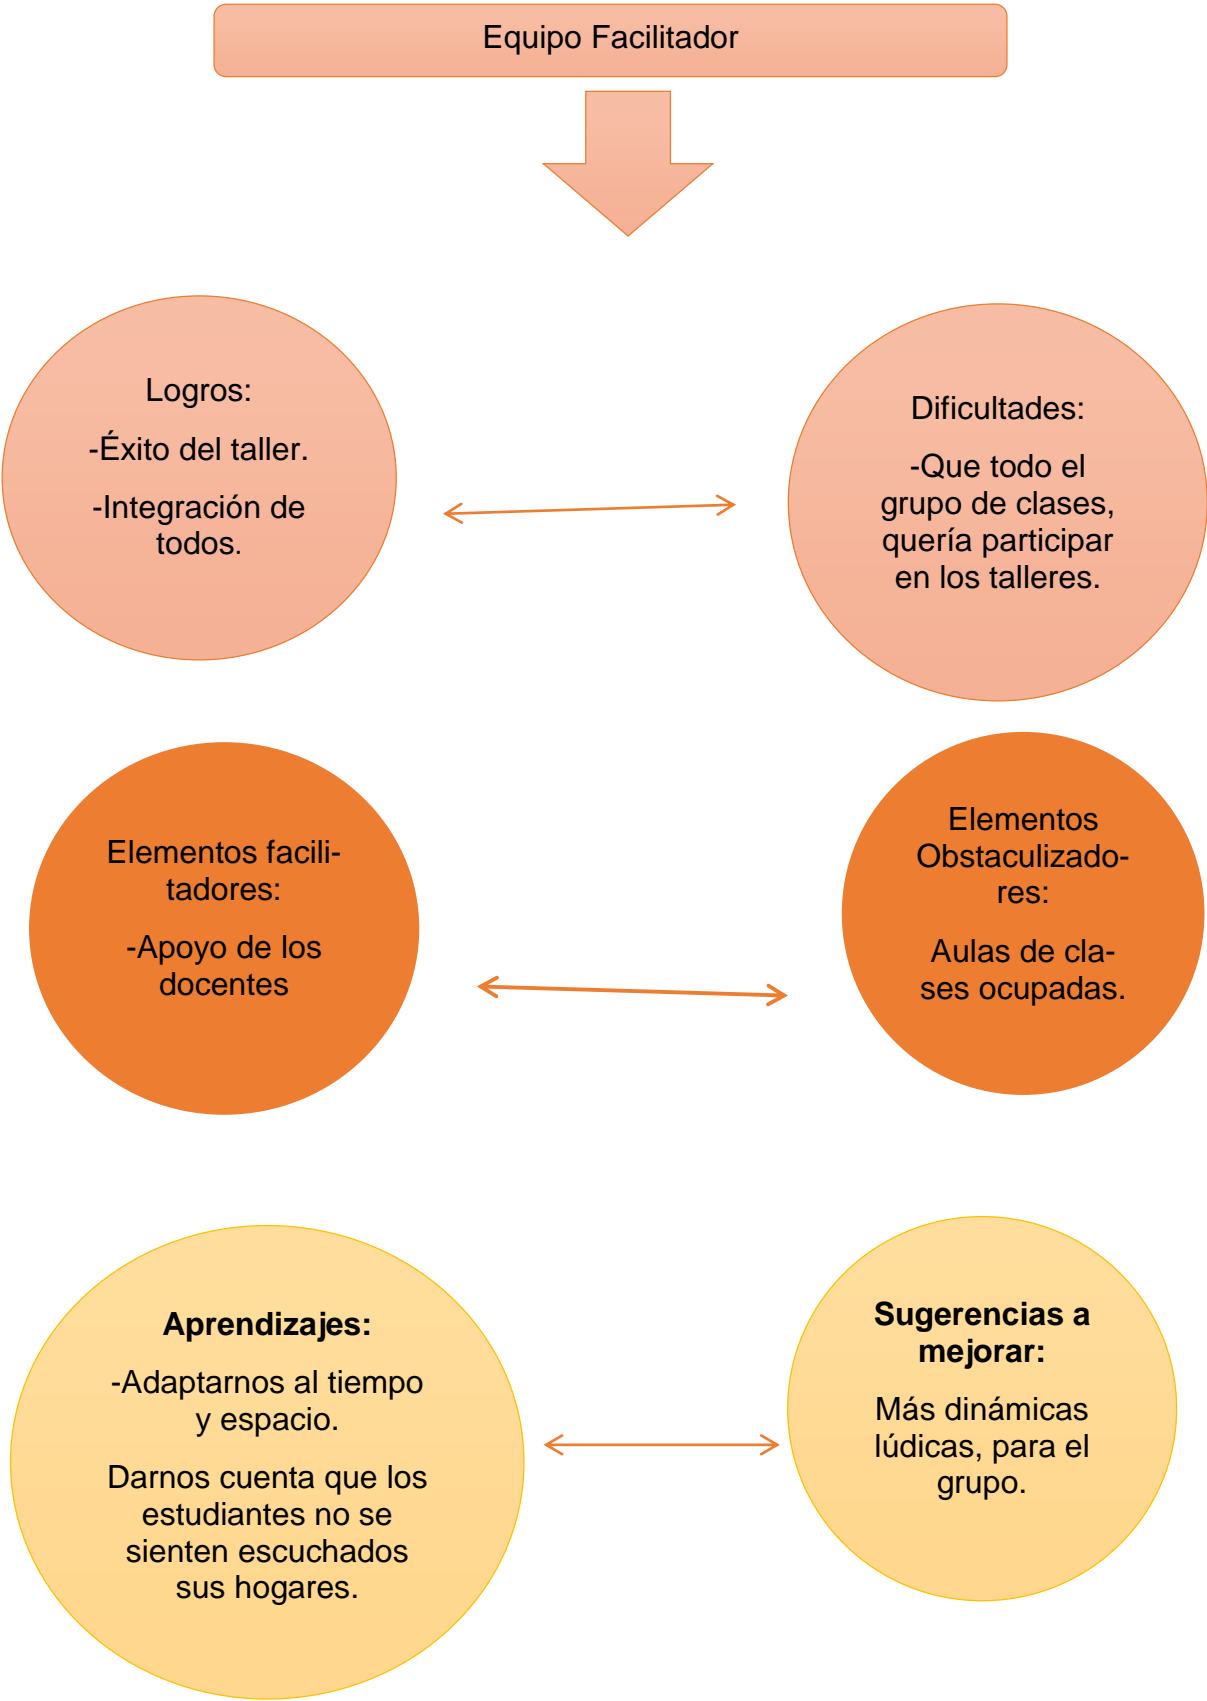 Equipo Facilitador
Logros:
-Éxito del taller.
-Integración de
todos.
Dificultades:
-Que todo el
grupo de clases,
quería participar
en los talleres.
Elementos facili-
tadores:
-Apoyo de los
docentes
Elementos
Obstaculizado-
res:
Aulas de cla-
ses ocupadas.
Aprendizajes:
-Adaptarnos al tiempo
y espacio.
Darnos cuenta que los
estudiantes no se
sienten escuchados
sus hogares.
Sugerencias a
mejorar:
Más dinámicas
lúdicas, para el
grupo.